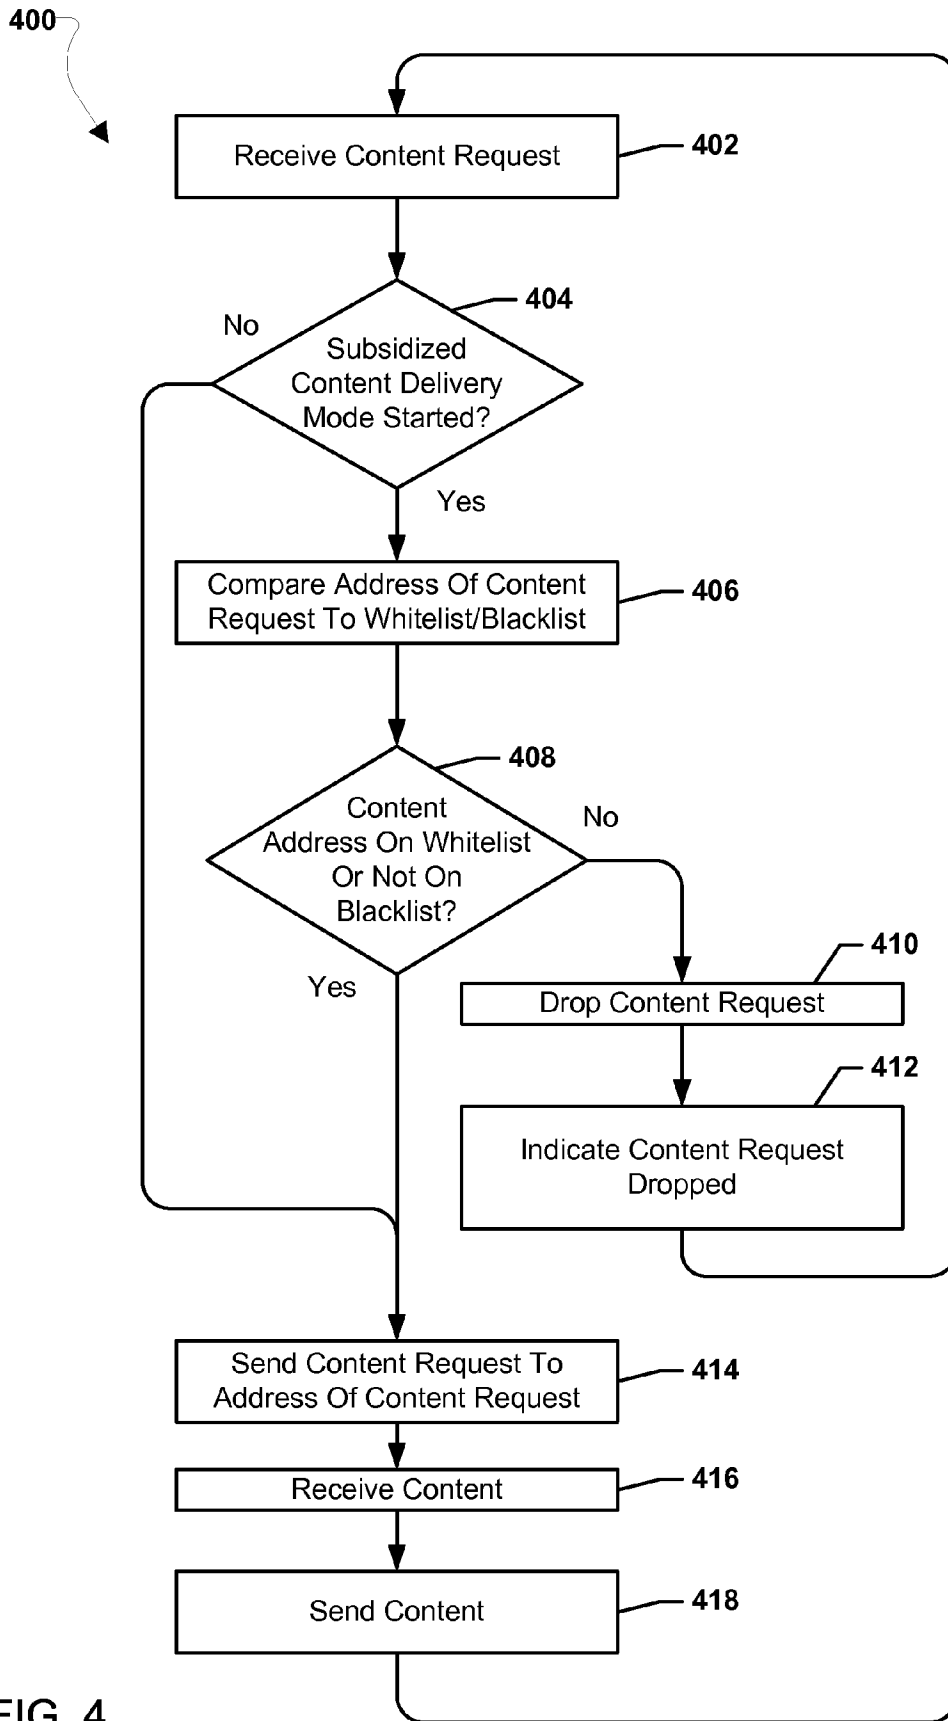 400
Receive Content Request
402
404
No
Subsidized
Content Delivery
Mode Started?
Yes
Compare Address Of Content
Request To Whitelist/Blacklist
406
408
Content
Address On Whitelist
Or Not On
Blacklist?
No
Yes
410
Drop Content Request
412
Indicate Content Request
Dropped
Send Content Request To
Address Of Content Request
414
Receive Content
416
Send Content
418
FIG. 4